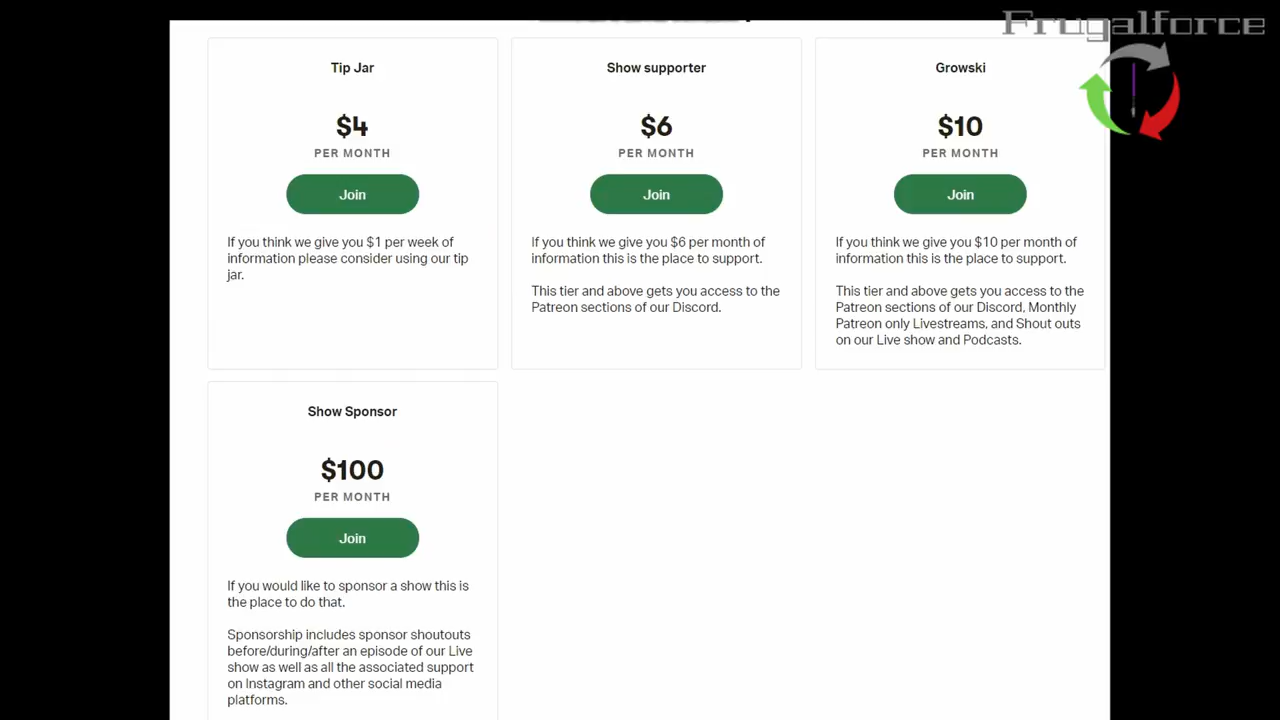 Frugalforce
Tip Jar
$4
PER MONTH
Join
If you think we give you $1 per week of
information please consider using our tip
jar.
Show supporter
$6
PER MONTH
Join
If you think we give you $6 per month of
information this is the place to support.
This tier and above gets you access to the
Patreon sections of our Discord.
Growski
$10
PER MONTH
Join
If you think we give you $10 per month of
information this is the place to support.
This tier and above gets you access to the
Patreon sections of our Discord, Monthly
Patreon only Livestreams, and Shout outs
on our Live show and Podcasts.
Show Sponsor
$100
PER MONTH
Join
If you would like to sponsor a show this is
the place to do that.
Sponsorship includes sponsor shoutouts
before/during/after an episode of our Live
show as well as all the associated support
on Instagram and other social media
platforms.